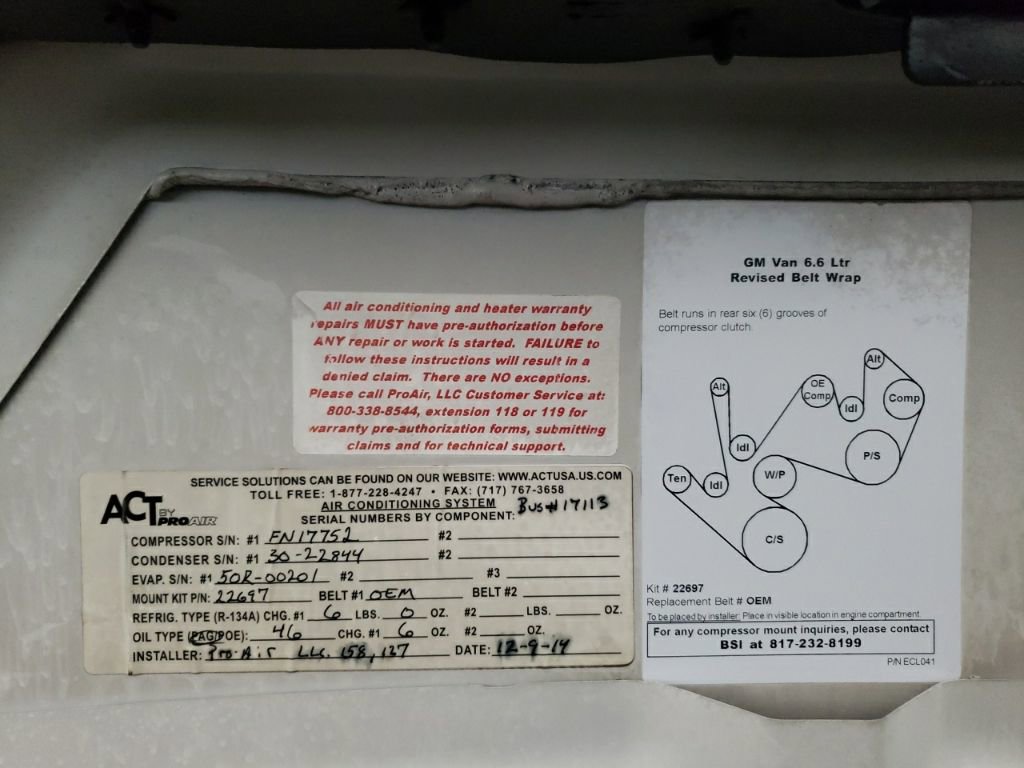 All air conditioning and heater warranty
repairs MUST have pre-authorization before
ANY repair or work is started. FAILURE to
follow these instructions will result in a
denied claim. There are NO exceptions.
Please call ProAir, LLC Customer Service at:
800-338-8544, extension 118 or 119 for
warranty pre-authorization forms, submitting
claims and for technical support.
ACT BY PROAIR
SERVICE SOLUTIONS CAN BE FOUND ON OUR WEBSITE: WWW.ACTUSA.US.COM
TOLL FREE: 1-877-228-4247 • FAX: (717) 767-3658
AIR CONDITIONING SYSTEM
SERIAL NUMBERS BY COMPONENT: Bus# 17113
COMPRESSOR S/N: #1 FN17752 #2
CONDENSER S/N: #1 30-22844 #2
EVAP. S/N: #1 50R-00201 #2 #3
MOUNT KIT P/N: 22697 BELT #1 OEM BELT #2
REFRIG. TYPE (R-134A) CHG. #1 6 LBS. 0 OZ. #2 LBS. OZ.
OIL TYPE (PAG/POE): 46 CHG. #1 6 OZ. #2 OZ.
INSTALLER: Pro-Air LLC. 158, 127 DATE: 12-9-14
GM Van 6.6 Ltr
Revised Belt Wrap
Belt runs in rear six (6) grooves of
compressor clutch.
Alt
Alt
OE
Comp
Idl
Comp
Idl
P/S
Ten
Idl
W/P
C/S
Kit # 22697
Replacement Belt # OEM
To be placed by installer: Place in visible location in engine compartment.
For any compressor mount inquiries, please contact
BSI at 817-232-8199
P/N ECL041